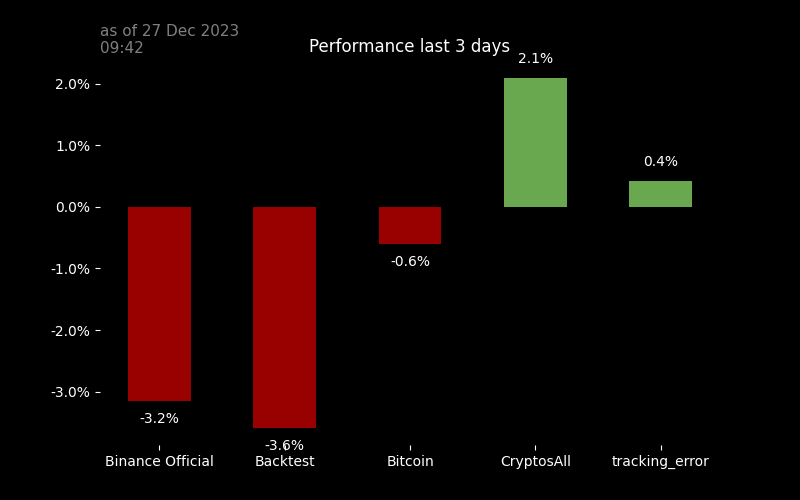 as of 27 Dec 2023
09:42
Performance last 3 days
2.1%
2.0%
1.0%
0.4%
0.0%
-0.6%
-1.0%
-2.0%
-3.0%
-3.2%
-3.6%
Binance Official
Backtest
Bitcoin
CryptosAll
tracking_error